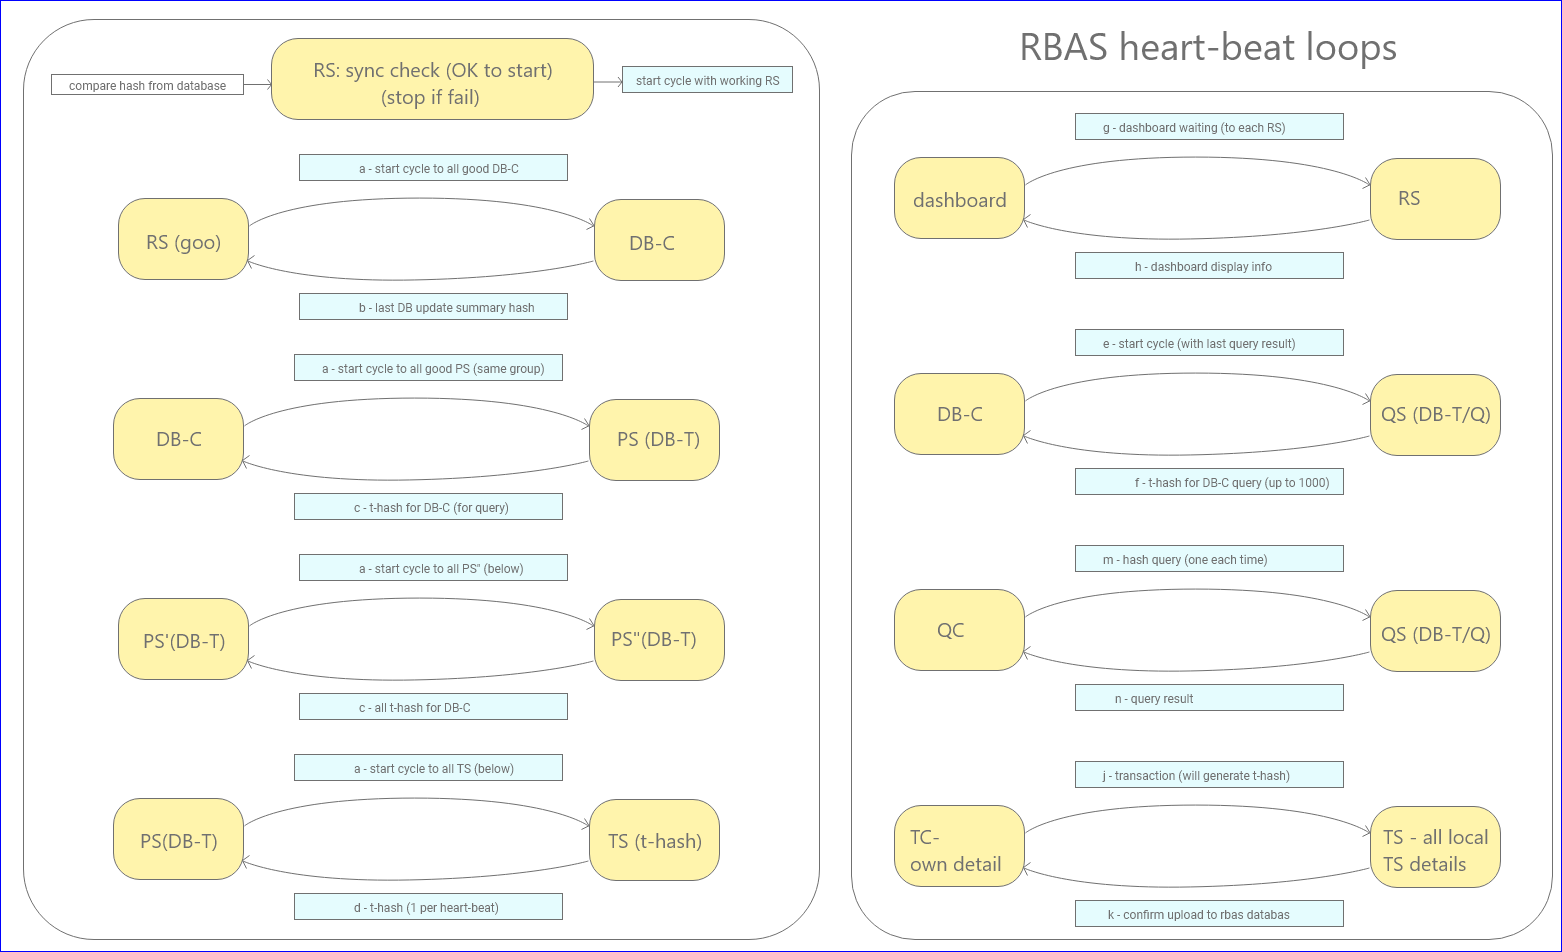 RBAS heart-beat loops
compare hash from database
RS: sync check (OK to start)
(stop if fail)
start cycle with working RS
a - start cycle to all good DB-C
RS (goo)
DB-C
b - last DB update summary hash
a - start cycle to all good PS (same group)
DB-C
PS (DB-T)
c - t-hash for DB-C (for query)
a - start cycle to all PS" (below)
PS'(DB-T)
PS"(DB-T)
c - all t-hash for DB-C
a - start cycle to all TS (below)
PS(DB-T)
TS (t-hash)
d - t-hash (1 per heart-beat)
g - dashboard waiting (to each RS)
dashboard
RS
h - dashboard display info
e - start cycle (with last query result)
DB-C
QS (DB-T/Q)
f - t-hash for DB-C query (up to 1000)
m - hash query (one each time)
QC
QS (DB-T/Q)
n - query result
j - transaction (will generate t-hash)
TC-
own detail
TS - all local
TS details
k - confirm upload to rbas databas